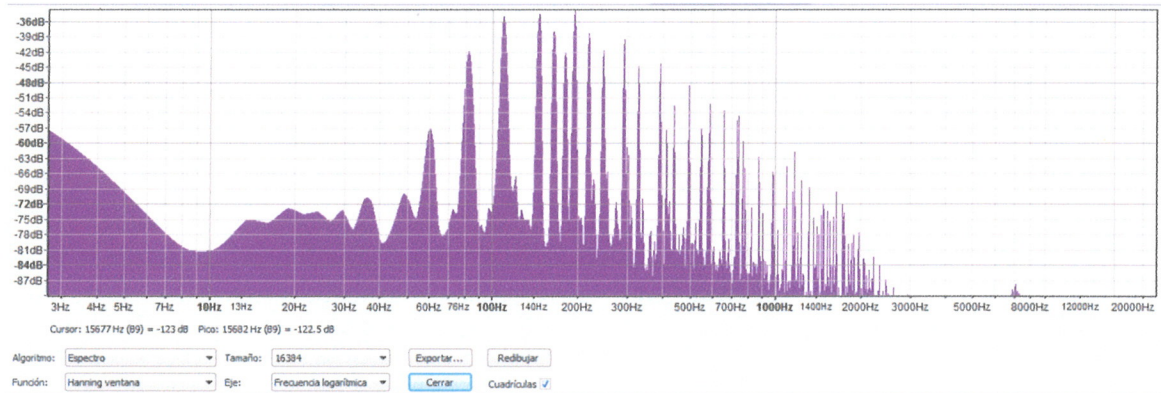 -36dB
-39dB
-42dB
-45dB
-48dB
-51dB
-54dB
-57dB
-60dB
-63dB
-66dB
-69dB
-72dB
-75dB
-78dB
-81dB
-84dB
-87dB
3Hz 4Hz 5Hz 7Hz 10Hz 13Hz 20Hz 30Hz 40Hz 60Hz 76Hz 100Hz 140Hz 200Hz 300Hz 500Hz 700Hz 1000Hz 1400Hz 2000Hz 3000Hz 5000Hz 8000Hz 12000Hz 20000Hz
Cursor: 15677 Hz (B9) = -123 dB Pico: 15682 Hz (B9) = -122.5 dB
Algoritmo: Espectro Tamaño: 16384 Exportar... Redibujar
Función: Hanning ventana Eje: Frecuencia logarítmica Cerrar Cuadrículas